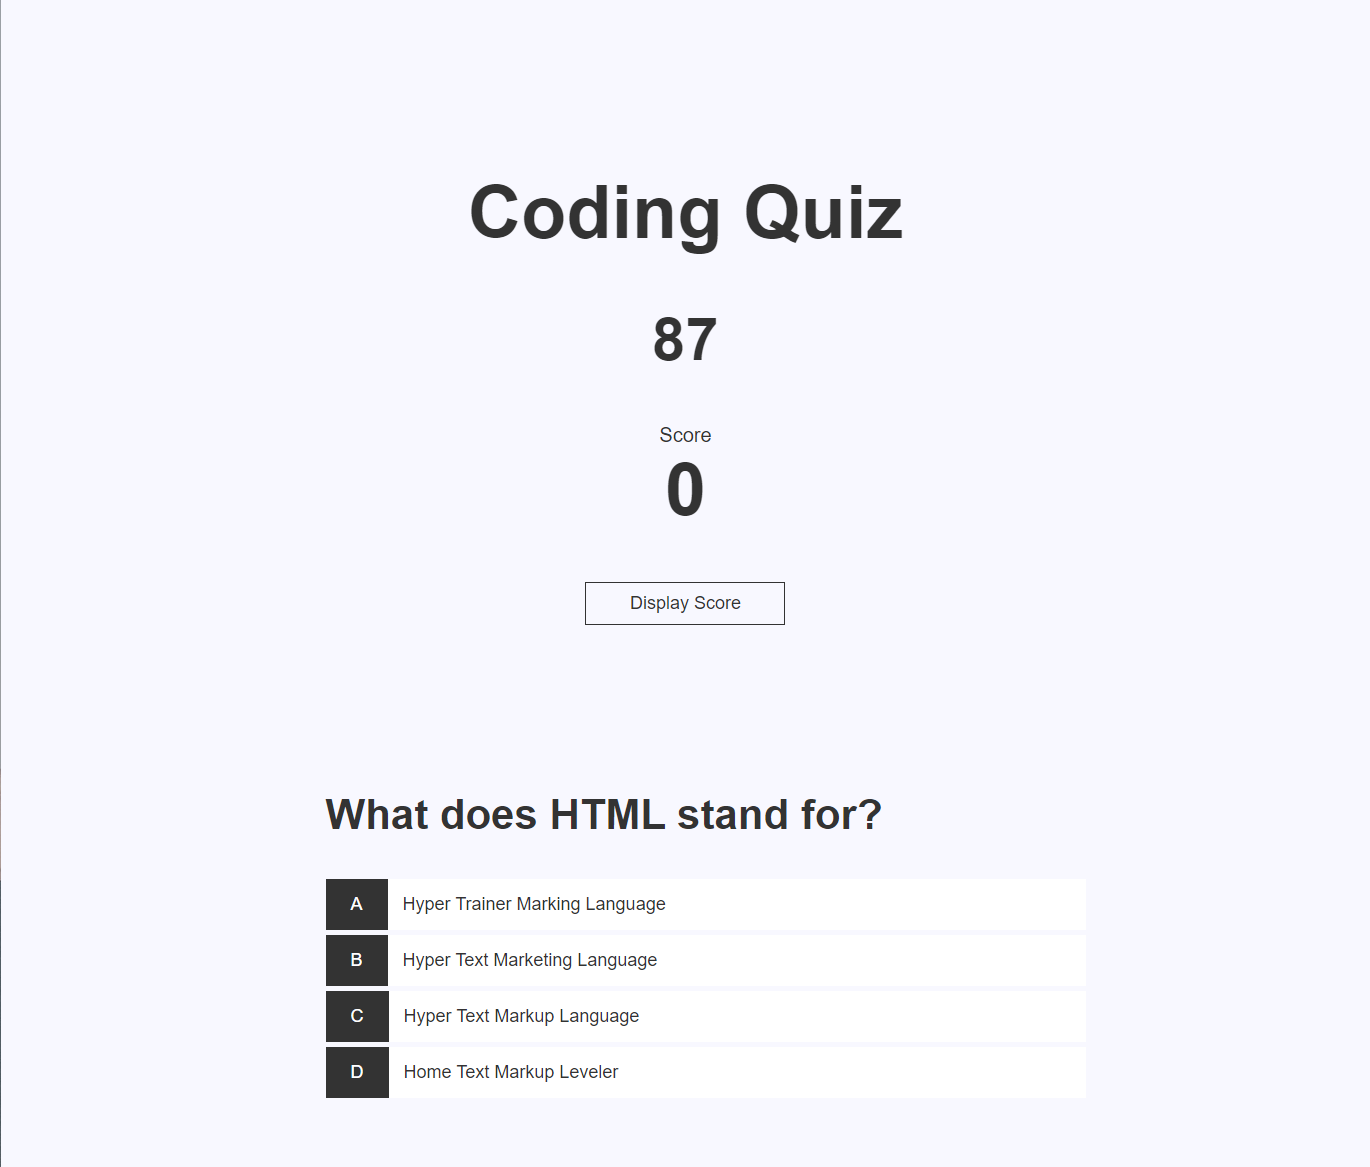 Coding Quiz
87
Score
0
Display Score
What does HTML stand for?
A Hyper Trainer Marking Language
B Hyper Text Marketing Language
C Hyper Text Markup Language
D Home Text Markup Leveler